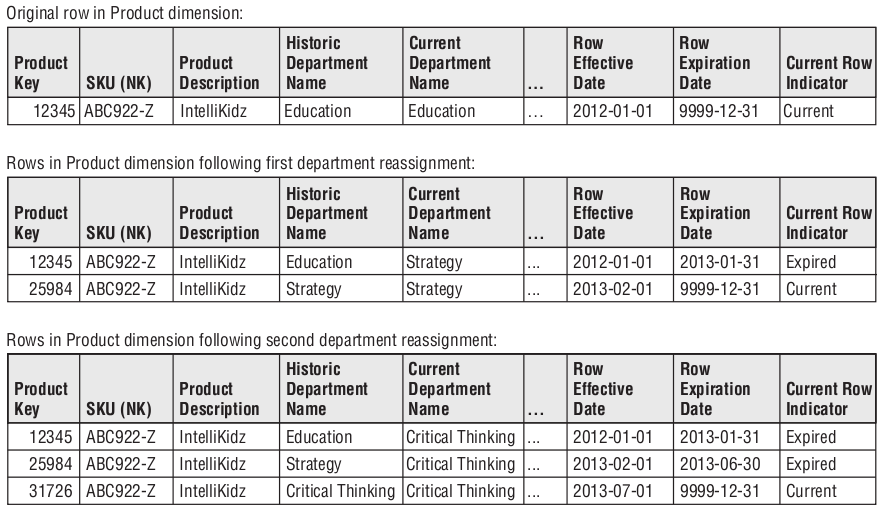 Original row in Product dimension:
Product Key SKU (NK) Product Description Historic Department Name Current Department Name ... Row Effective Date Row Expiration Date Current Row Indicator
12345 ABC922-Z IntelliKidz Education Education ... 2012-01-01 9999-12-31 Current
Rows in Product dimension following first department reassignment:
Product Key SKU (NK) Product Description Historic Department Name Current Department Name ... Row Effective Date Row Expiration Date Current Row Indicator
12345 ABC922-Z IntelliKidz Education Strategy ... 2012-01-01 2013-01-31 Expired
25984 ABC922-Z IntelliKidz Strategy Strategy ... 2013-02-01 9999-12-31 Current
Rows in Product dimension following second department reassignment:
Product Key SKU (NK) Product Description Historic Department Name Current Department Name ... Row Effective Date Row Expiration Date Current Row Indicator
12345 ABC922-Z IntelliKidz Education Critical Thinking ... 2012-01-01 2013-01-31 Expired
25984 ABC922-Z IntelliKidz Strategy Critical Thinking ... 2013-02-01 2013-06-30 Expired
31726 ABC922-Z IntelliKidz Critical Thinking Critical Thinking ... 2013-07-01 9999-12-31 Current